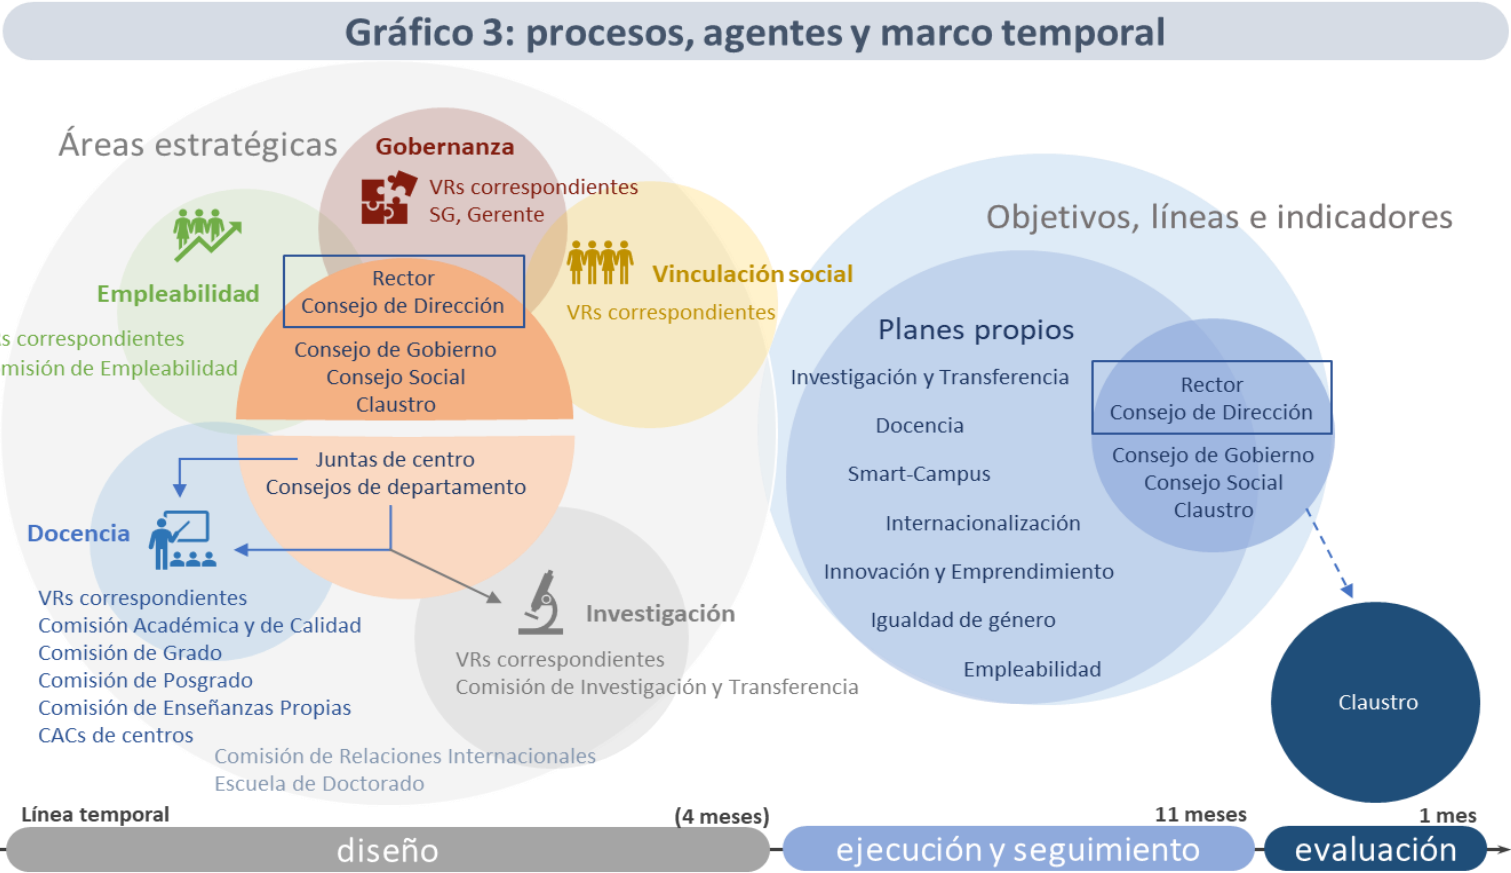 Gráfico 3: procesos, agentes y marco temporal
Áreas estratégicas
Gobernanza
VRs correspondientes
SG, Gerente
Empleabilidad
s correspondientes
misión de Empleabilidad
Vinculación social
VRs correspondientes
Rector
Consejo de Dirección
Consejo de Gobierno
Consejo Social
Claustro
Juntas de centro
Consejos de departamento
Docencia
VRs correspondientes
Comisión Académica y de Calidad
Comisión de Grado
Comisión de Posgrado
Comisión de Enseñanzas Propias
CACs de centros
Investigación
VRs correspondientes
Comisión de Investigación y Transferencia
Comisión de Relaciones Internacionales
Escuela de Doctorado
Objetivos, líneas e indicadores
Planes propios
Investigación y Transferencia
Docencia
Smart-Campus
Internacionalización
Innovación y Emprendimiento
Igualdad de género
Empleabilidad
Rector
Consejo de Dirección
Consejo de Gobierno
Consejo Social
Claustro
Claustro
Línea temporal
(4 meses)
11 meses
1 mes
diseño
ejecución y seguimiento
evaluación